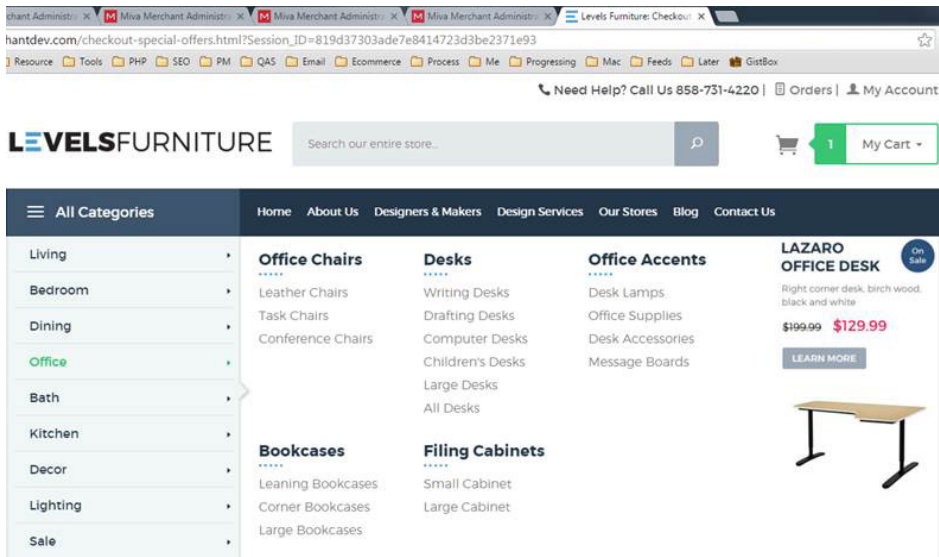 chant Administra
Miva Merchant Administra
Miva Merchant Administra
Miva Merchant Administra
Levels Furniture: Checkout
hantdev.com/checkout-special-offers.html?Session_ID=819d37303ade7e8414723d3be2371e93
Resource Tools PHP SEO PM QAS Email Ecommerce Process Me Progressing Mac Feeds Later GistBox
Need Help? Call Us 858-731-4220 | Orders | My Account
LEVELSFURNITURE
Search our entire store...
1
My Cart
All Categories
Home About Us Designers & Makers Design Services Our Stores Blog Contact Us
Living
Bedroom
Dining
Office
Bath
Kitchen
Decor
Lighting
Sale
Office Chairs
Leather Chairs
Task Chairs
Conference Chairs
Desks
Writing Desks
Drafting Desks
Computer Desks
Children's Desks
Large Desks
All Desks
Office Accents
Desk Lamps
Office Supplies
Desk Accessories
Message Boards
Bookcases
Leaning Bookcases
Corner Bookcases
Large Bookcases
Filing Cabinets
Small Cabinet
Large Cabinet
LAZARO
OFFICE DESK
On
Sale
Right corner desk, birch wood,
black and white
$199.99 $129.99
LEARN MORE